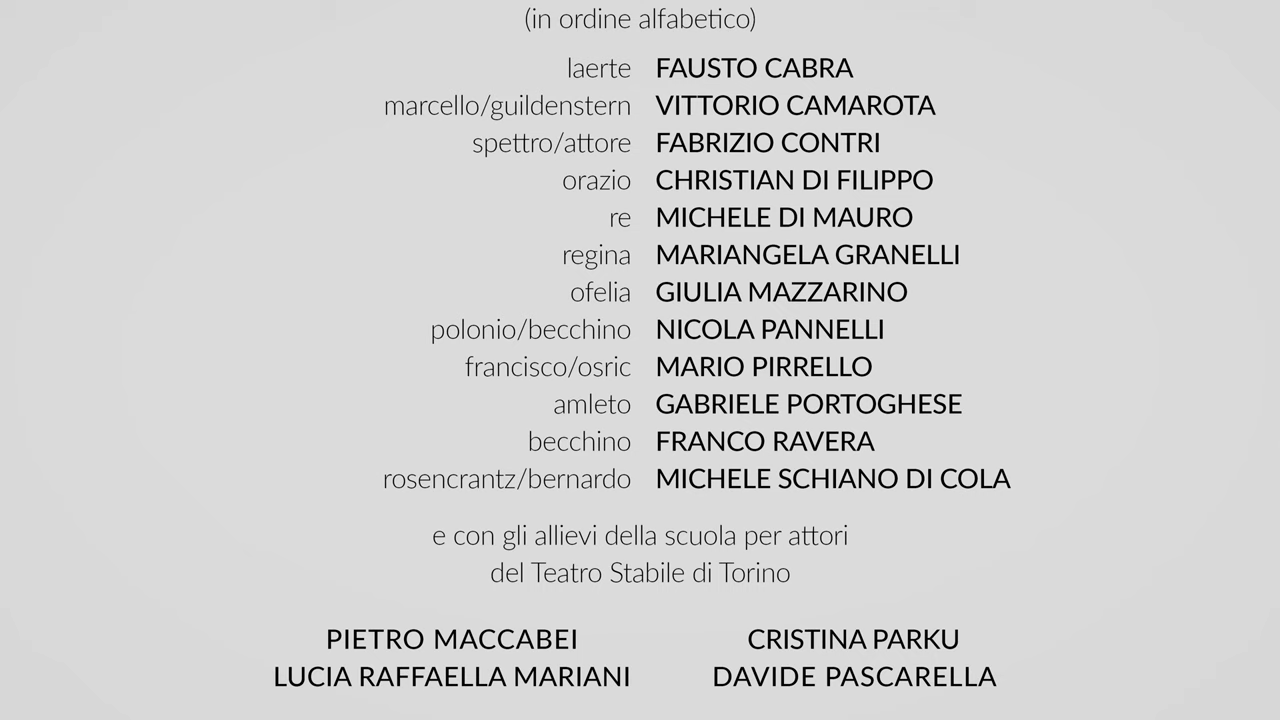 (in ordine alfabetico)
laerte FAUSTO CABRA
marcello/guildenstern VITTORIO CAMAROTA
spettro/attore FABRIZIO CONTRI
orazio CHRISTIAN DI FILIPPO
re MICHELE DI MAURO
regina MARIANGELA GRANELLI
ofelia GIULIA MAZZARINO
polonio/becchino NICOLA PANNELLI
francisco/osric MARIO PIRRELLO
amleto GABRIELE PORTOGHESE
becchino FRANCO RAVERA
rosencrantz/bernardo MICHELE SCHIANO DI COLA
e con gli allievi della scuola per attori
del Teatro Stabile di Torino
PIETRO MACCABEI CRISTINA PARKU
LUCIA RAFFAELLA MARIANI DAVIDE PASCARELLA